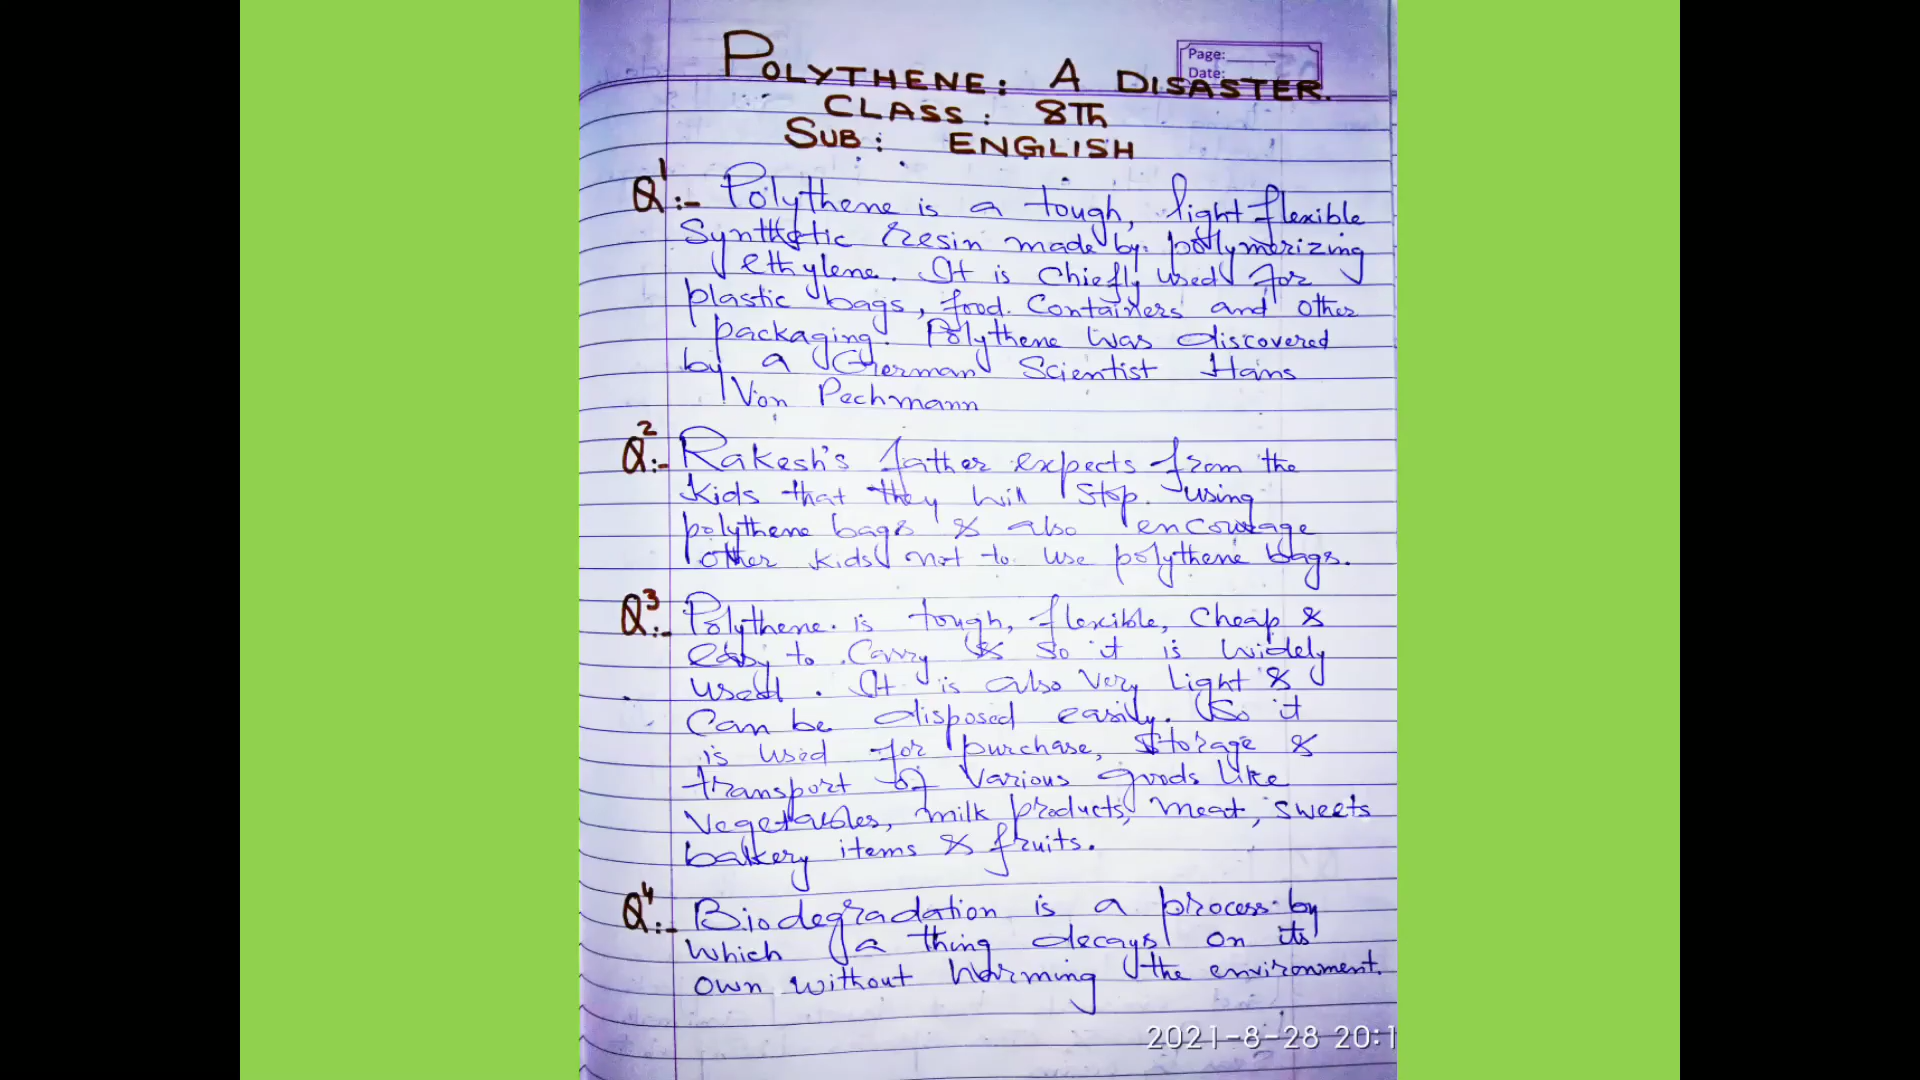 Page:
Date:
POLYTHENE: A DISASTER.
CLASS: 8Th
SUB: ENGLISH
Q1:- Polythene is a tough, light flexible
Synthetic resin made by polymerizing
ethylene. It is chiefly used for
plastic bags, food. Containers and other
packaging. Polythene was discovered
by a German Scientist Hans
Von Pechmann
Q2:- Rakesh's father expects from the
kids that they will stop. using
polythene bags & also encourage
other kids not to use polythene bags.
Q3:- Polythene. is tough, flexible, cheap &
easy to carry & so it is widely
used. It is also very light &
can be disposed easily. So it
is used for purchase, storage &
transport of various goods like
vegetables, milk products, meat, sweets
bakery items & fruits.
Q4:- Biodegradation is a process by
which a thing decays on its
own without harming the environment.
2021-8-28 20:1